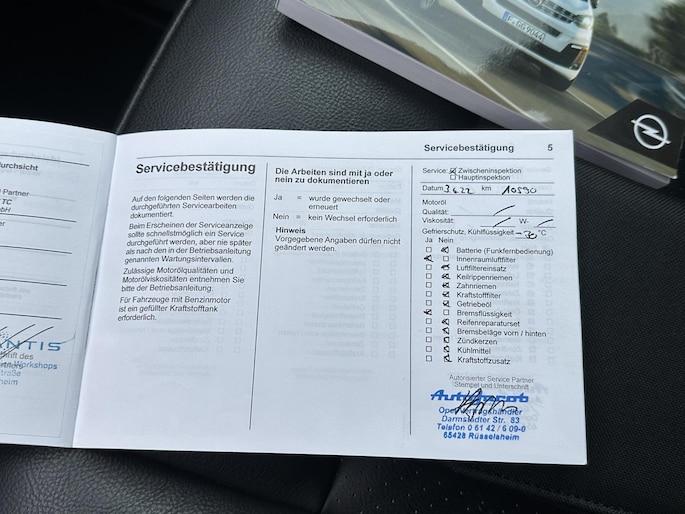 urchsicht
Partner
TC
bH
NTIS
rift des
Workshops
traße
heim
Servicebestätigung 5
Servicebestätigung
Auf den folgenden Seiten werden die
durchgeführten Servicearbeiten
dokumentiert.
Beim Erscheinen der Serviceanzeige
sollte schnellstmöglich ein Service
durchgeführt werden, aber nie später
als nach den in der Betriebsanleitung
genannten Wartungsintervallen.
Zulässige Motorölqualitäten und
Motorölviskositäten entnehmen Sie
bitte der Betriebsanleitung.
Für Fahrzeuge mit Benzinmotor
ist ein gefüllter Kraftstofftank
erforderlich.
Die Arbeiten sind mit ja oder
nein zu dokumentieren
Ja = wurde gewechselt oder
erneuert
Nein = kein Wechsel erforderlich
Hinweis
Vorgegebene Angaben dürfen nicht
geändert werden.
Service: Zwischeninspektion
Hauptinspektion
Datum 3.6.22 km 10590
Motoröl
Qualität:
Viskosität: W-
Gefrierschutz, Kühlflüssigkeit -30 °C
Ja Nein
Batterie (Funkfernbedienung)
Innenraumluftfilter
Luftfiltereinsatz
Keilrippenriemen
Zahnriemen
Kraftstofffilter
Getriebeöl
Bremsflüssigkeit
Reifenreparaturset
Bremsbeläge vorn / hinten
Zündkerzen
Kühlmittel
Kraftstoffzusatz
Autorisierter Service Partner
Stempel und Unterschrift
Auto Jacob
Opel Vertragshändler
Darmstädter Str. 83
Telefon 0 61 42 / 6 09-0
65428 Rüsselsheim